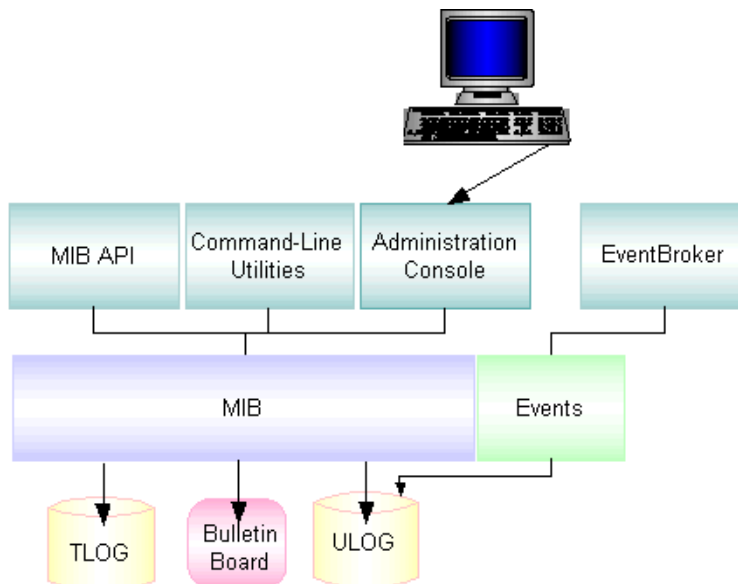 MIB API
Command-Line
Utilities
Administration
Console
EventBroker
MIB
Events
TLOG
Bulletin
Board
ULOG